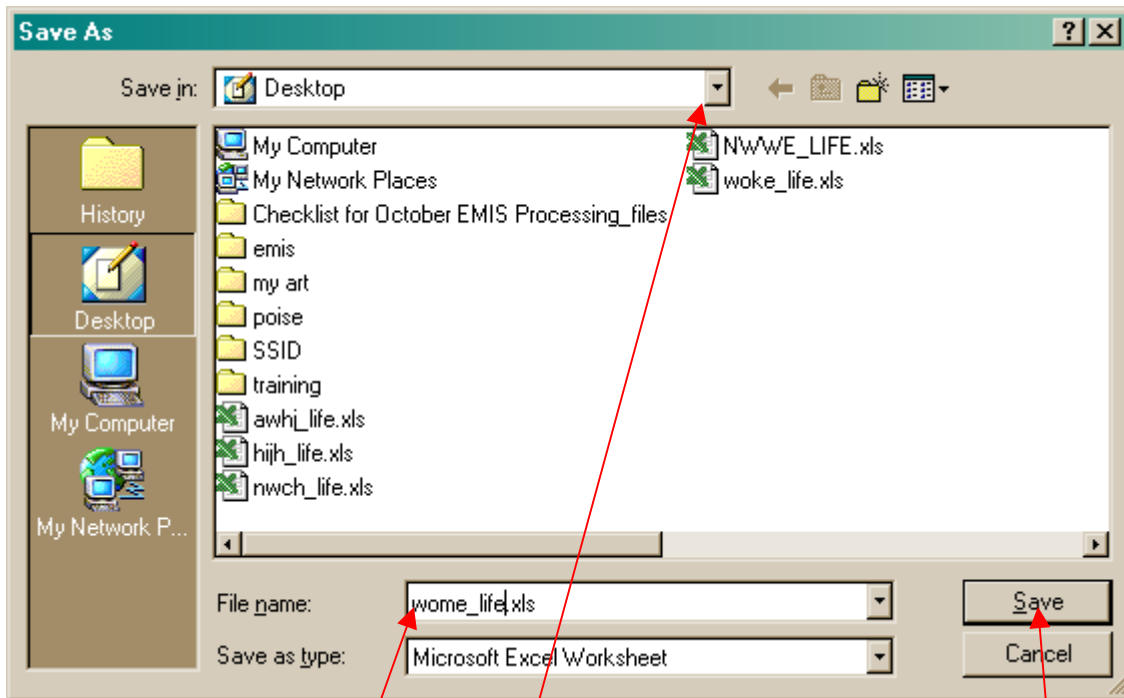 Save As
Save in:
Desktop
History
Desktop
My Computer
My Network P...
My Computer
My Network Places
Checklist for October EMIS Processing_files
emis
my art
poise
SSID
training
awhj_life.xls
hijh_life.xls
nwch_life.xls
NWWE_LIFE.xls
woke_life.xls
File name:
wome_life.xls
Save
Save as type:
Microsoft Excel Worksheet
Cancel